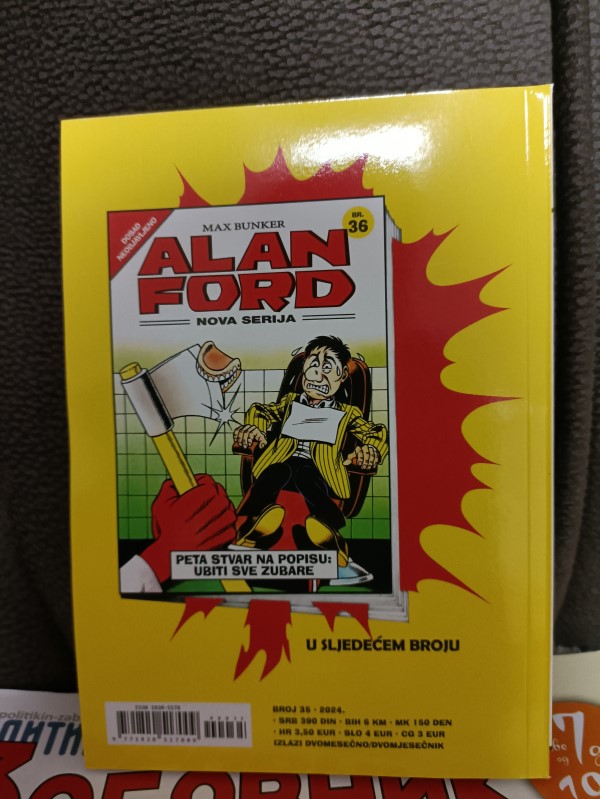 DOSAD
NEOBJAVLJENO
MAX BUNKER
BR.
36
ALAN
FORD
NOVA SERIJA
PETA STVAR NA POPISU:
UBITI SVE ZUBARE
U SLJEDEĆEM BROJU
BROJ 35 · 2024.
· SRB 390 DIN · BIH 6 KM · MK 150 DEN
· HR 3,50 EUR · SLO 4 EUR · CG 3 EUR
IZLAZI DVOMESEČNO/DVOMJESEČNIK
politikin-zab